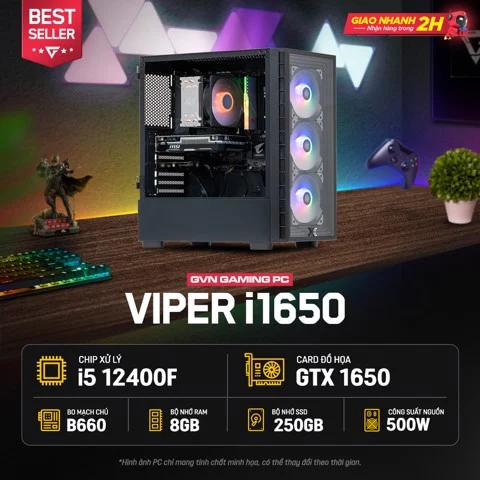 BEST
SELLER
GIAO NHANH
Nhận hàng trong
2H
GVN GAMING PC
VIPER i1650
CHIP XỬ LÝ
i5 12400F
CARD ĐỒ HỌA
GTX 1650
BO MẠCH CHỦ
B660
BỘ NHỚ RAM
8GB
BỘ NHỚ SSD
250GB
CÔNG SUẤT NGUỒN
500W
*Hình ảnh PC chỉ mang tính chất minh họa, có thể thay đổi theo thời gian.